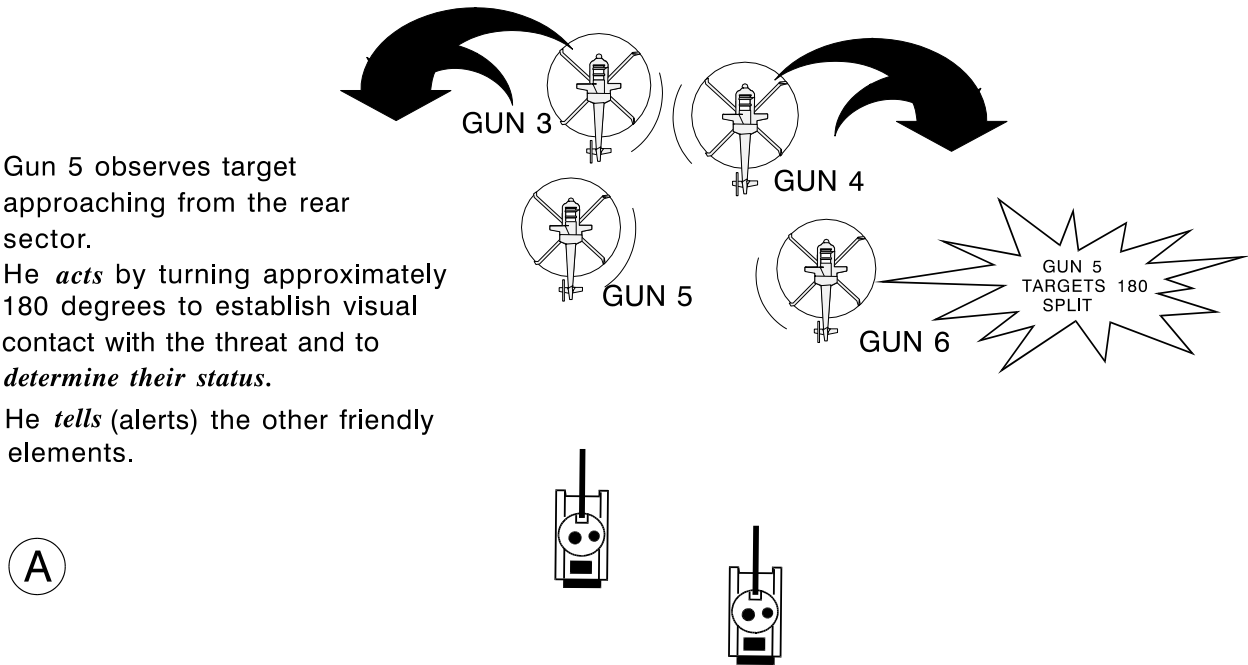 GUN 3
GUN 4
Gun 5 observes target
approaching from the rear
sector.
He acts by turning approximately
180 degrees to establish visual
contact with the threat and to
determine their status.
He tells (alerts) the other friendly
elements.
GUN 5
GUN 6
GUN 5
TARGETS 180
SPLIT
A